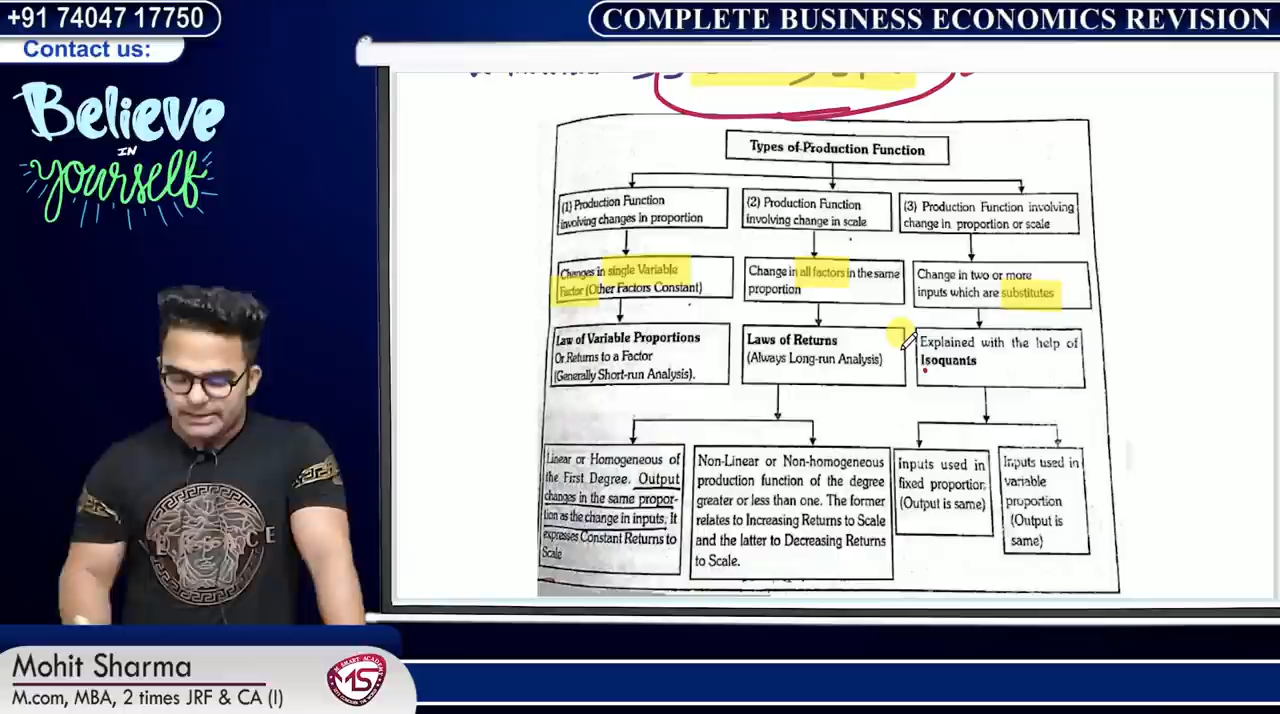 +91 74047 17750
COMPLETE BUSINESS ECONOMICS REVISION
Contact us:
Believe
IN
yourself
Types of Production Function
(1) Production Function
involving changes in proportion
(2) Production Function
involving change in scale
(3) Production Function involving
change in proportion or scale
Changes in single Variable
Factor (Other Factors Constant)
Change in all factors in the same
proportion
Change in two or more
inputs which are substitutes
Law of Variable Proportions
Or Returns to a Factor
(Generally Short-run Analysis).
Laws of Returns
(Always Long-run Analysis)
Explained with the help of
Isoquants
Linear or Homogeneous of
the First Degree. Output
changes in the same propor-
tion as the change in inputs. It
expresses Constant Returns to
Scale
Non-Linear or Non-homogeneous
production function of the degree
greater or less than one. The former
relates to Increasing Returns to Scale
and the latter to Decreasing Returns
to Scale.
Inputs used in
fixed proportion
(Output is same)
Inputs used in
variable
proportion
(Output is
same)
Mohit Sharma
M.com, MBA, 2 times JRF & CA (I)
MS